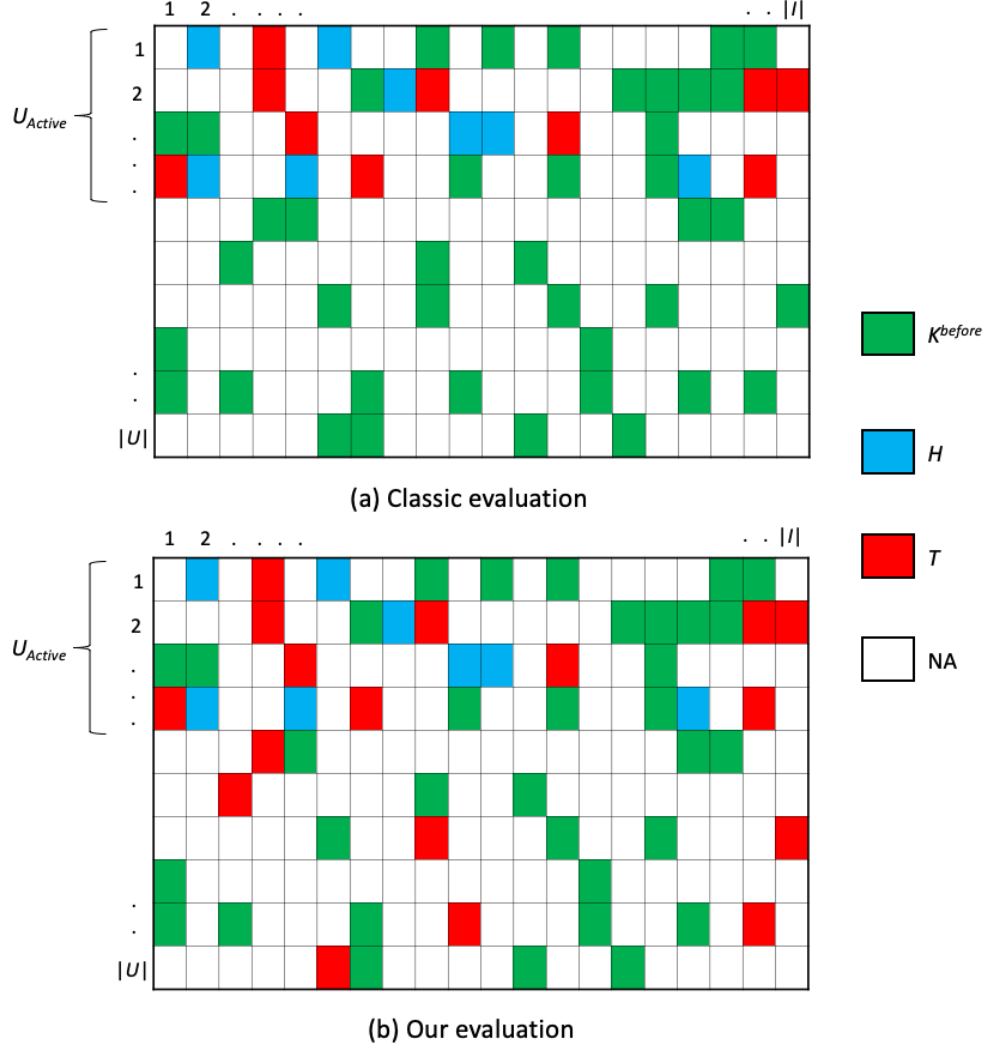 1 2 . . . . . . |I|
1
2
U_Active
.
.
.
.
.
|U|
K^before
H
T
NA
(a) Classic evaluation
1 2 . . . . . . |I|
1
2
U_Active
.
.
.
.
.
|U|
(b) Our evaluation